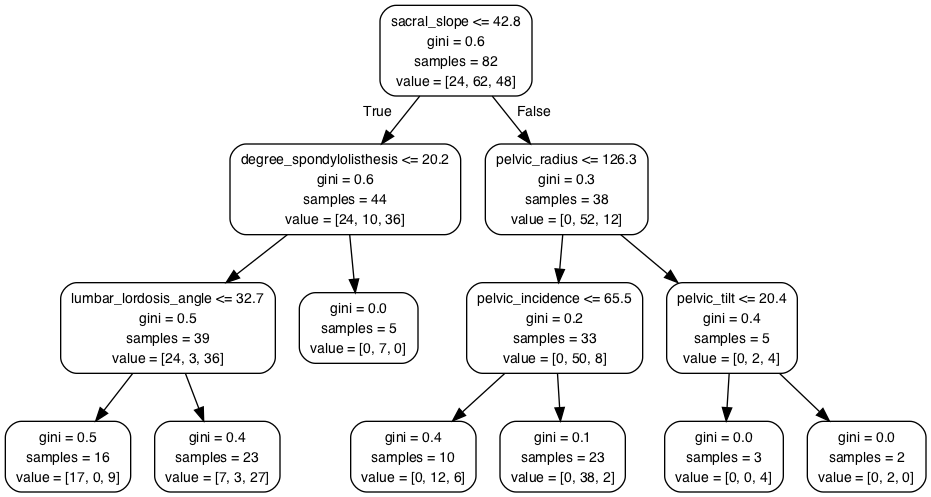 sacral_slope <= 42.8
gini = 0.6
samples = 82
value = [24, 62, 48]
True
False
degree_spondylolisthesis <= 20.2
gini = 0.6
samples = 44
value = [24, 10, 36]
pelvic_radius <= 126.3
gini = 0.3
samples = 38
value = [0, 52, 12]
lumbar_lordosis_angle <= 32.7
gini = 0.5
samples = 39
value = [24, 3, 36]
gini = 0.0
samples = 5
value = [0, 7, 0]
pelvic_incidence <= 65.5
gini = 0.2
samples = 33
value = [0, 50, 8]
pelvic_tilt <= 20.4
gini = 0.4
samples = 5
value = [0, 2, 4]
gini = 0.5
samples = 16
value = [17, 0, 9]
gini = 0.4
samples = 23
value = [7, 3, 27]
gini = 0.4
samples = 10
value = [0, 12, 6]
gini = 0.1
samples = 23
value = [0, 38, 2]
gini = 0.0
samples = 3
value = [0, 0, 4]
gini = 0.0
samples = 2
value = [0, 2, 0]